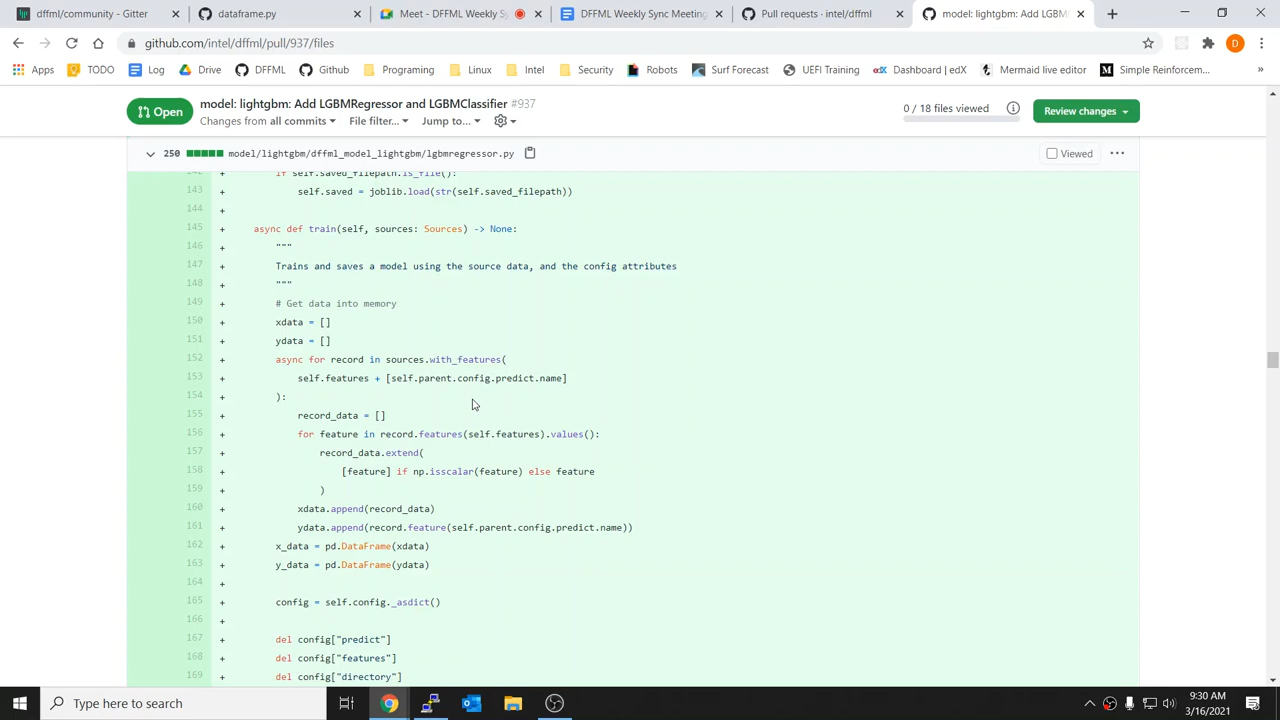 dffml/community - Gitter
dataframe.py
Meet - DFFML Weekly Sy
DFFML Weekly Sync Meeting
Pull requests · intel/dffml
model: lightgbm: Add LGBM
github.com/intel/dffml/pull/937/files
D
Apps
TODO
Log
Drive
DFFML
Github
Programing
Linux
Intel
Security
Robots
Surf Forecast
UEFI Training
Dashboard | edX
Mermaid live editor
Simple Reinforcem...
»
Open
model: lightgbm: Add LGBMRegressor and LGBMClassifier #937
Changes from all commits
File filter...
Jump to...
0 / 18 files viewed
Review changes
250
model/lightgbm/dffml_model_lightgbm/lgbmregressor.py
Viewed
142 + if self.saved_filepath.is_file():
143 + self.saved = joblib.load(str(self.saved_filepath))
144 +
145 + async def train(self, sources: Sources) -> None:
146 + """
147 + Trains and saves a model using the source data, and the config attributes
148 + """
149 + # Get data into memory
150 + xdata = []
151 + ydata = []
152 + async for record in sources.with_features(
153 + self.features + [self.parent.config.predict.name]
154 + ):
155 + record_data = []
156 + for feature in record.features(self.features).values():
157 + record_data.extend(
158 + [feature] if np.isscalar(feature) else feature
159 + )
160 + xdata.append(record_data)
161 + ydata.append(record.feature(self.parent.config.predict.name))
162 + x_data = pd.DataFrame(xdata)
163 + y_data = pd.DataFrame(ydata)
164 +
165 + config = self.config._asdict()
166 +
167 + del config["predict"]
168 + del config["features"]
169 + del config["directory"]
Type here to search
9:30 AM
3/16/2021